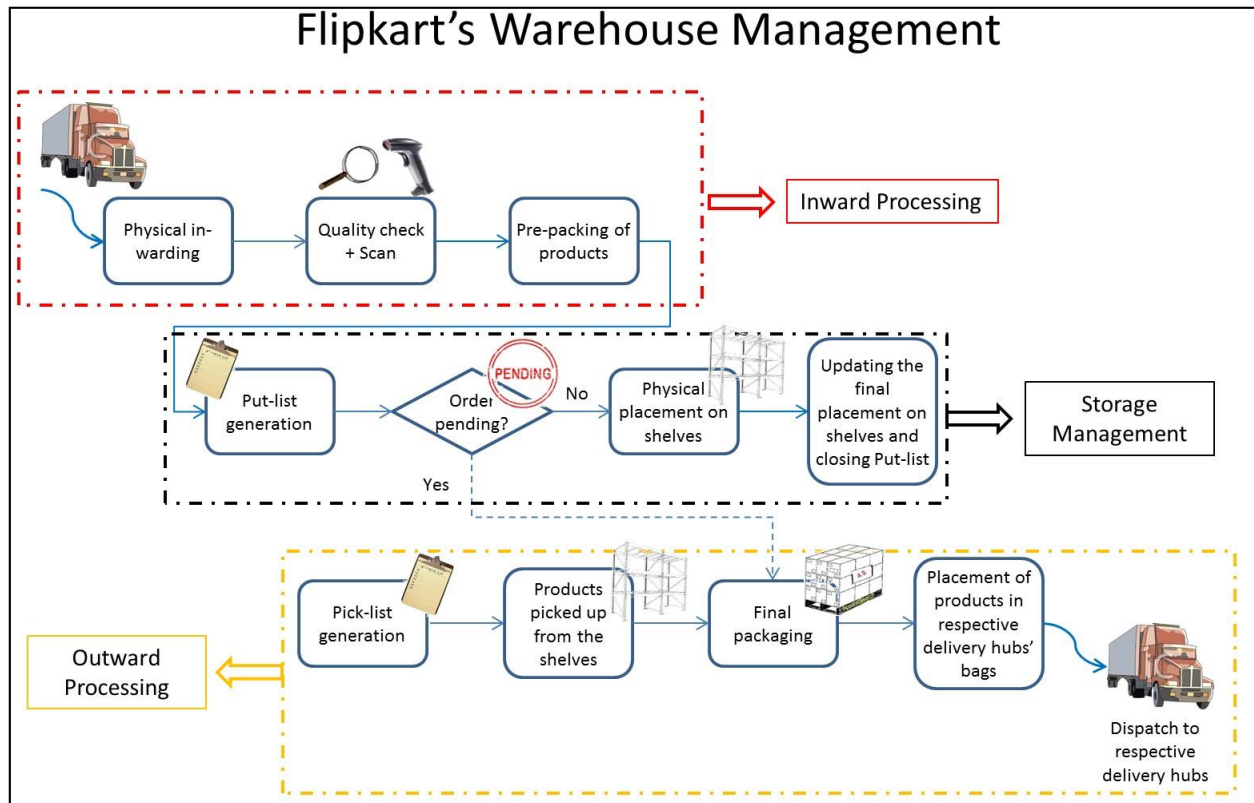 Flipkart's Warehouse Management
Physical in-
warding
Quality check
+ Scan
Pre-packing of
products
Inward Processing
Put-list
generation
Order
pending?
PENDING
No
Physical
placement on
shelves
Updating the
final
placement on
shelves and
closing Put-list
Storage
Management
Yes
Pick-list
generation
Products
picked up
from the
shelves
Final
packaging
Placement of
products in
respective
delivery hubs'
bags
Outward
Processing
Dispatch to
respective
delivery hubs